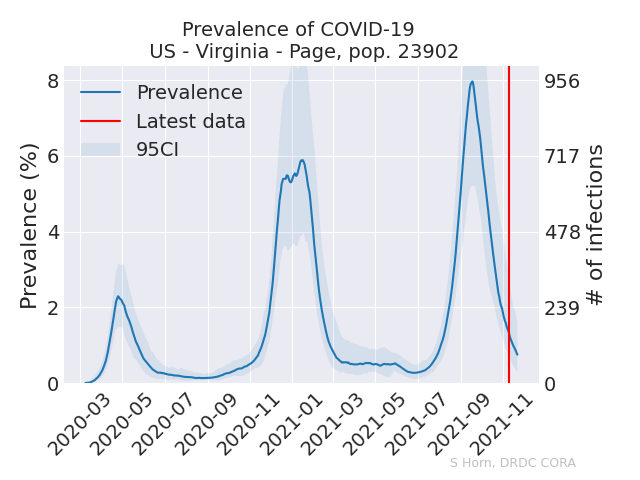 Prevalence of COVID-19
US - Virginia - Page, pop. 23902
Prevalence
Latest data
95CI
Prevalence (%)
8
6
4
2
0
956
717
478
239
0
# of infections
2020-03
2020-05
2020-07
2020-09
2020-11
2021-01
2021-03
2021-05
2021-07
2021-09
2021-11
S Horn, DRDC CORA